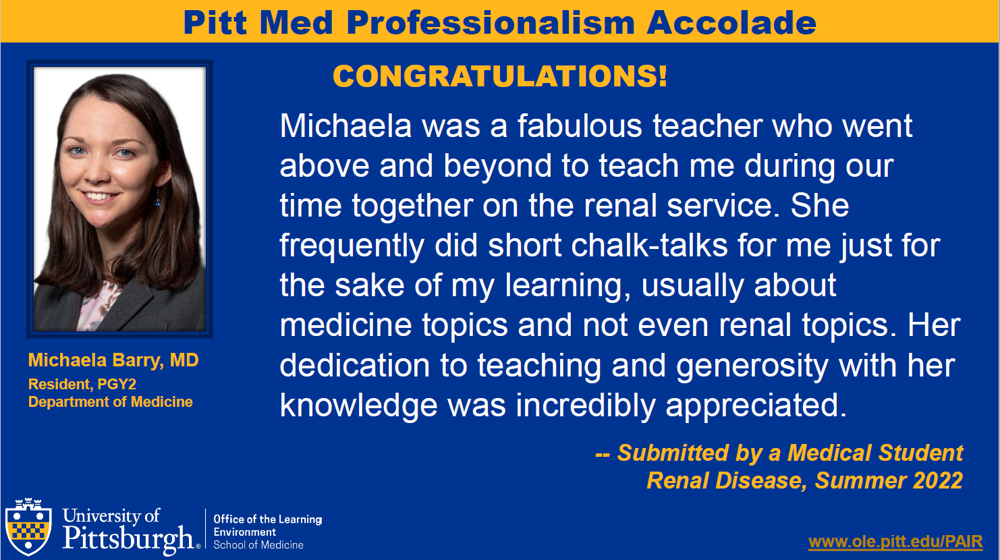 Pitt Med Professionalism Accolade
CONGRATULATIONS!
Michaela was a fabulous teacher who went
above and beyond to teach me during our
time together on the renal service. She
frequently did short chalk-talks for me just for
the sake of my learning, usually about
medicine topics and not even renal topics. Her
dedication to teaching and generosity with her
knowledge was incredibly appreciated.
-- Submitted by a Medical Student
Renal Disease, Summer 2022
Michaela Barry, MD
Resident, PGY2
Department of Medicine
University of
Pittsburgh®
Office of the Learning
Environment
School of Medicine
www.ole.pitt.edu/PAIR